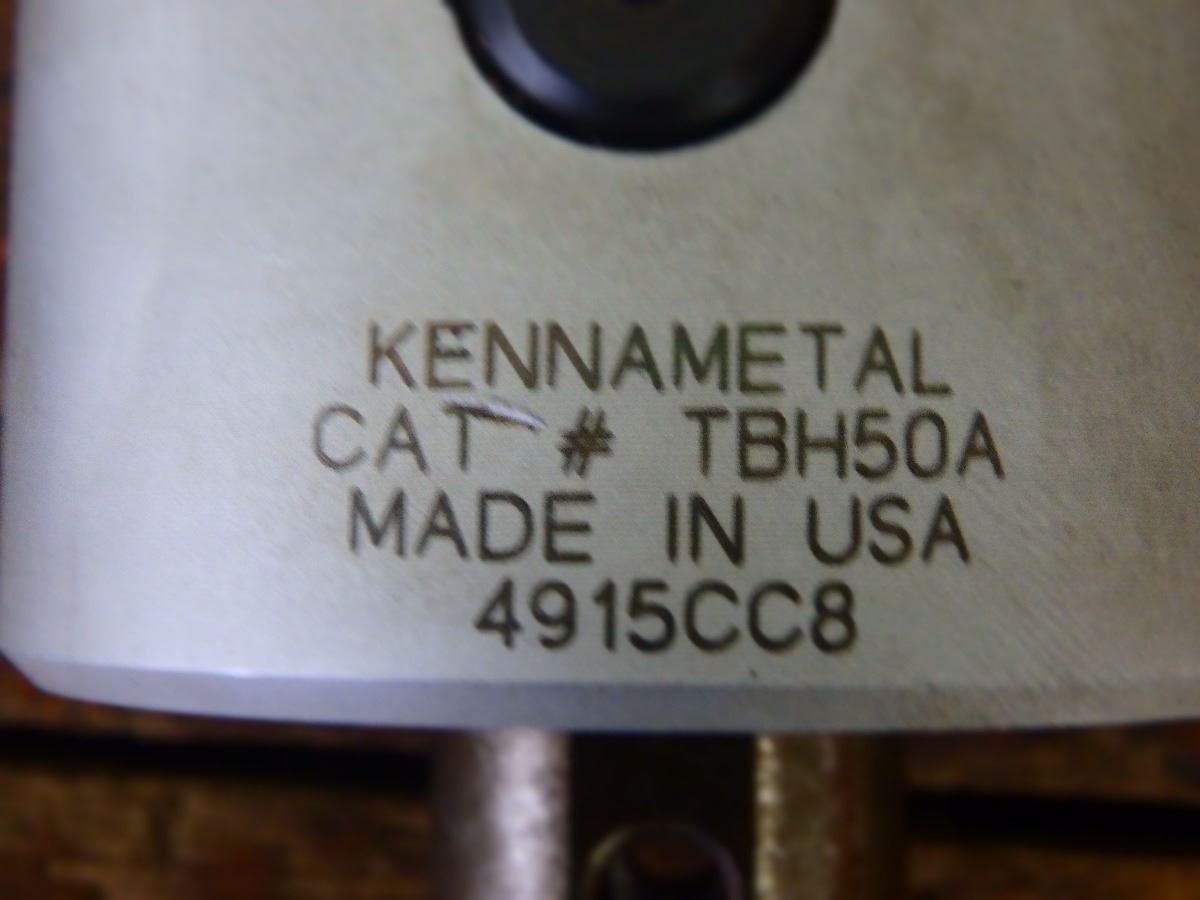 KENNAMETAL
CAT # TBH50A
MADE IN USA
4915CC8